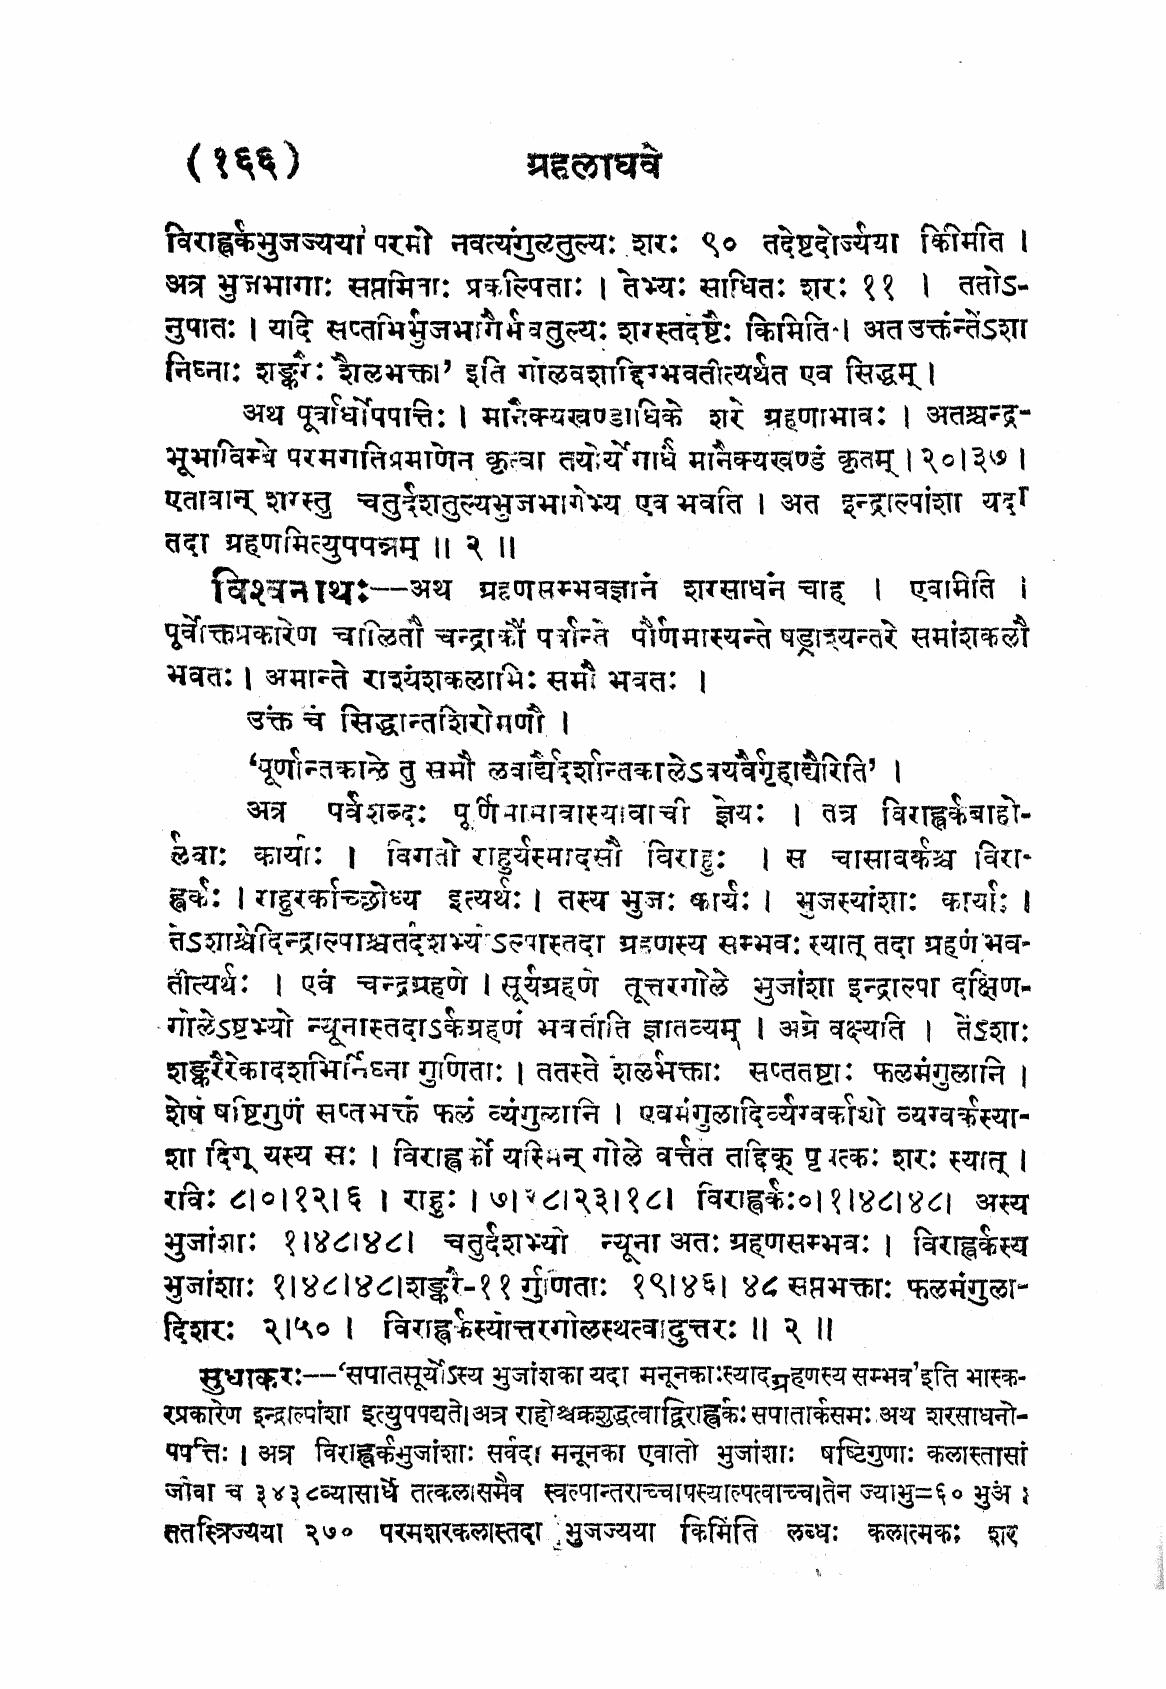 (१६६) ग्रहलाघवे
विराह्वर्कभुजज्यया परमो नवत्यंगुलतुल्यः शरः ९० तदेष्टदोर्ज्यया किमिति ।
अत्र भुजभागाः सप्तमिताः प्रकल्पिताः । तेभ्यः साधितः शरः ११ । ततोऽ-
नुपातः । यदि सप्तभिर्भुजभागैर्भवतुल्यः शरस्तदेष्टैः किमिति । अत उक्तंन्तेंऽशा
निघ्नाः शङ्करैः शैलभक्ता’ इति गोलवशाद्दिग्भवतीत्यर्थत एव सिद्धम् ।
अथ पूर्वार्धोपपत्तिः । मानैक्यखण्डाधिके शरे ग्रहणाभावः । अतश्चन्द्र-
भूभाविम्बे परमगतिप्रमाणेन कृत्वा तयोर्योगार्धं मानैक्यखण्डं कृतम् । २०।३७ ।
एतावान् शरस्तु चतुर्दशतुल्यभुजभागेभ्य एव भवति । अत इन्द्राल्पांशा यदा
तदा ग्रहणमित्युपपन्नम् ॥ २ ॥
विश्वनाथः—अथ ग्रहणसम्भवज्ञानं शरसाधनं चाह । एवमिति ।
पूर्वोक्तप्रकारेण चालितौ चन्द्रार्कौ पर्वान्ते पौर्णमास्यन्ते षड्राश्यन्तरे समांशकलौ
भवतः । अमान्ते राश्यंशकलाभिः समौ भवतः ।
उक्तं चं सिद्धान्तशिरोमणौ ।
‘पूर्णान्तकाले तु समौ लवाद्यैर्दर्शान्तकालेऽवयवैर्गृहाद्यैरिति’ ।
अत्र पर्वशब्दः पूर्णिमामावास्यावाची ज्ञेयः । तत्र विराह्वर्कबाहो-
र्लवाः कार्याः । विगतो राहुर्यस्मादसौ विराहुः । स चासावर्कश्च विरा-
ह्वर्कः । राहुरर्काच्छोध्य इत्यर्थः । तस्य भुजः कार्यः । भुजस्यांशाः कार्याः ।
तेंऽशाश्चेदिन्द्राल्पाश्चतर्दशभ्योऽल्पास्तदा ग्रहणस्य सम्भवः स्यात् तदा ग्रहणं भव-
तीत्यर्थः । एवं चन्द्रग्रहणे । सूर्यग्रहणे तूत्तरगोले भुजांशा इन्द्राल्पा दक्षिण-
गोलेऽष्टभ्यो न्यूनास्तदाऽर्कग्रहणं भवतीति ज्ञातव्यम् । अग्रे वक्ष्यति । तेंऽशाः
शङ्करैरेकादशभिर्निघ्ना गुणिताः । ततस्ते शैलर्भक्ताः सप्ततष्टाः फलमंगुलानि ।
शेषं षष्टिगुणं सप्तभक्तं फलं व्यंगुलानि । एवमंगुलादिर्व्यग्वर्काशो व्यग्वर्कस्या-
शा दिग् यस्य सः । विराह्वर्को यस्मिन् गोले वर्त्तते तद्दिक् पृषत्कः शरः स्यात् ।
रविः ८।०।१२।६ । राहुः । ७।२८।२३।१८। विराह्वर्कः०।१।४८।४८। अस्य
भुजांशाः १।४८।४८। चतुर्दशभ्यो न्यूना अतः ग्रहणसम्भवः । विराह्वर्कस्य
भुजांशाः १।४८।४८।शङ्करै-११ र्गुणिताः १९।४६। ४८ सप्तभक्ताः फलमंगुला-
दिशरः २।५० । विराह्वर्कस्योत्तरगोलस्थत्वादुत्तरः ॥ २ ॥
सुधाकरः—‘सपातसूर्योऽस्य भुजांशका यदा मनूनकाःस्याद्ग्रहणस्य सम्भव’इति भास्क-
रप्रकारेण इन्द्राल्पांशा इत्युपपद्यते।अत्र राहोश्चक्रशुद्धत्वाद्विराह्वर्कः सपातार्कसमः अथ शरसाधनो-
पपत्तिः । अत्र विराह्वर्कभुजांशाः सर्वदा मनूनका एवातो भुजांशाः षष्टिगुणाः कलास्तासां
जीवा च ३४३८व्यासार्धे तत्कलासमैव स्वल्पान्तराच्चापस्याल्पत्वाच्च।तेन ज्याभु=६० भुअं ।
ततस्त्रिज्यया २७० परमशरकलास्तदा भुजज्यया किमिति लब्धः कलात्मकः शर